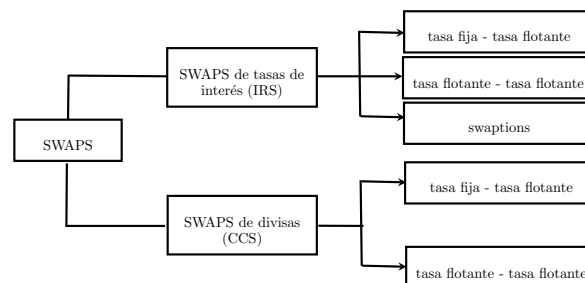 tasa fija - tasa flotante
SWAPS de tasas de
interés (IRS)
tasa flotante - tasa flotante
swaptions
SWAPS
tasa fija - tasa flotante
SWAPS de divisas
(CCS)
tasa flotante - tasa flotante